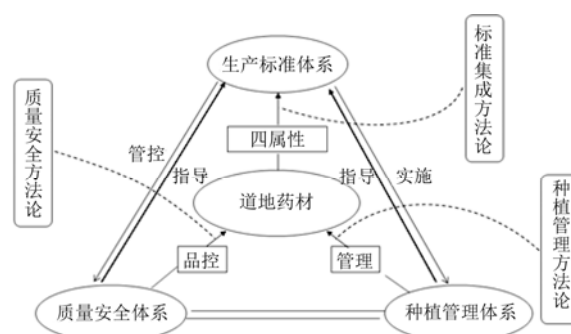 生产标准体系
标准集成方法论
质量安全方法论
四属性
管控
指导
指导
实施
道地药材
种植管理方法论
品控
管理
质量安全体系
种植管理体系